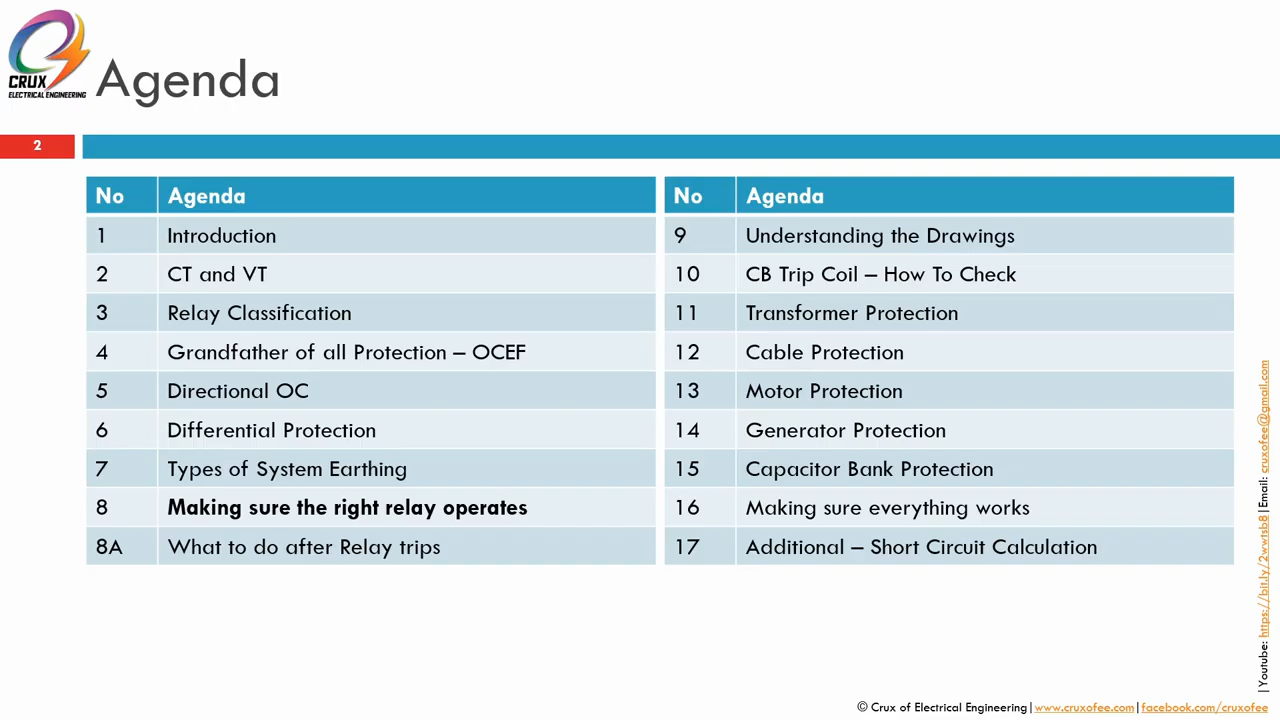 CRUX
ELECTRICAL ENGINEERING
Agenda
2
No Agenda
1 Introduction
2 CT and VT
3 Relay Classification
4 Grandfather of all Protection – OCEF
5 Directional OC
6 Differential Protection
7 Types of System Earthing
8 Making sure the right relay operates
8A What to do after Relay trips
No Agenda
9 Understanding the Drawings
10 CB Trip Coil – How To Check
11 Transformer Protection
12 Cable Protection
13 Motor Protection
14 Generator Protection
15 Capacitor Bank Protection
16 Making sure everything works
17 Additional – Short Circuit Calculation
| Youtube: https://bit.ly/2wwtsb8 | Email: cruxofee@gmail.com
© Crux of Electrical Engineering | www.cruxofee.com | facebook.com/cruxofee